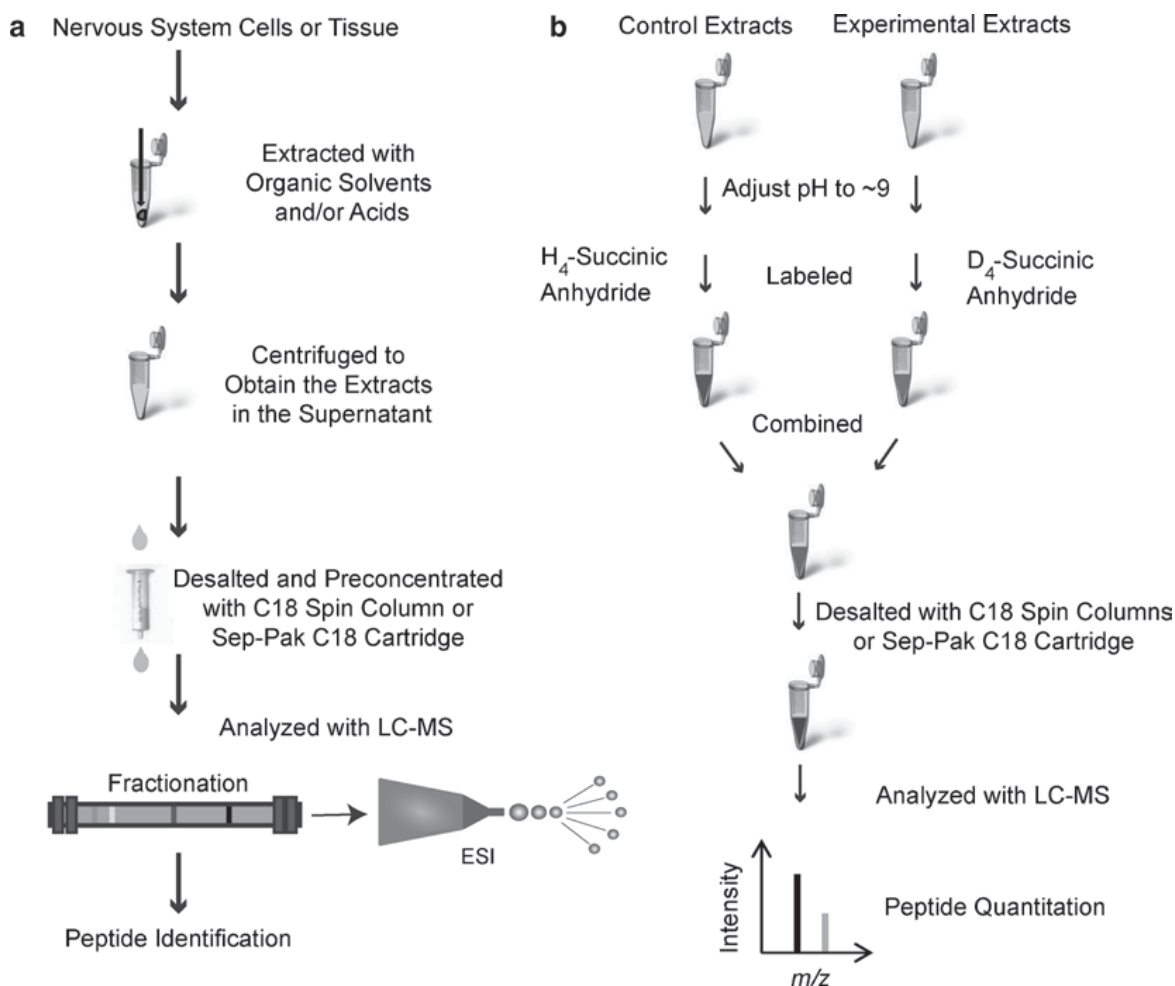 a
Nervous System Cells or Tissue
Extracted with
Organic Solvents
and/or Acids
Centrifuged to
Obtain the Extracts
in the Supernatant
Desalted and Preconcentrated
with C18 Spin Column or
Sep-Pak C18 Cartridge
Analyzed with LC-MS
Fractionation
ESI
Peptide Identification
b
Control Extracts
Experimental Extracts
Adjust pH to ~9
H4-Succinic
Anhydride
Labeled
D4-Succinic
Anhydride
Combined
Desalted with C18 Spin Columns
or Sep-Pak C18 Cartridge
Analyzed with LC-MS
Intensity
m/z
Peptide Quantitation